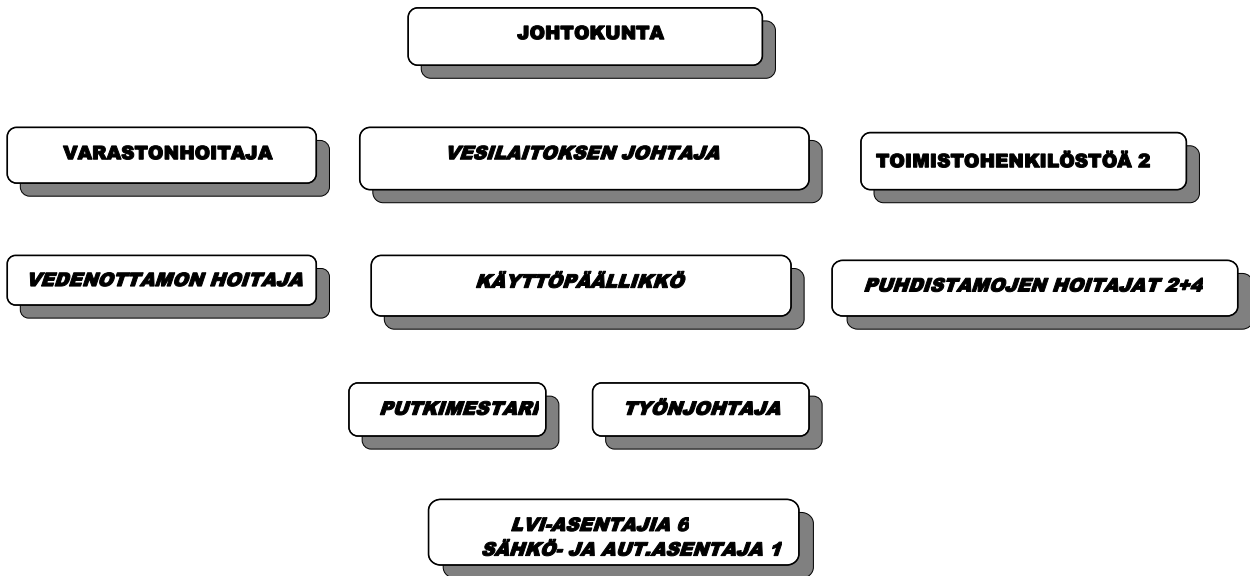 JOHTOKUNTA
VARASTONHOITAJA
VESILAITOKSEN JOHTAJA
TOIMISTOHENKILÖSTÖÄ 2
VEDENOTTAMON HOITAJA
KÄYTTÖPÄÄLLIKKÖ
PUHDISTAMOJEN HOITAJAT 2+4
PUTKIMESTARI
TYÖNJOHTAJA
LVI-ASENTAJIA 6
SÄHKÖ- JA AUT.ASENTAJA 1